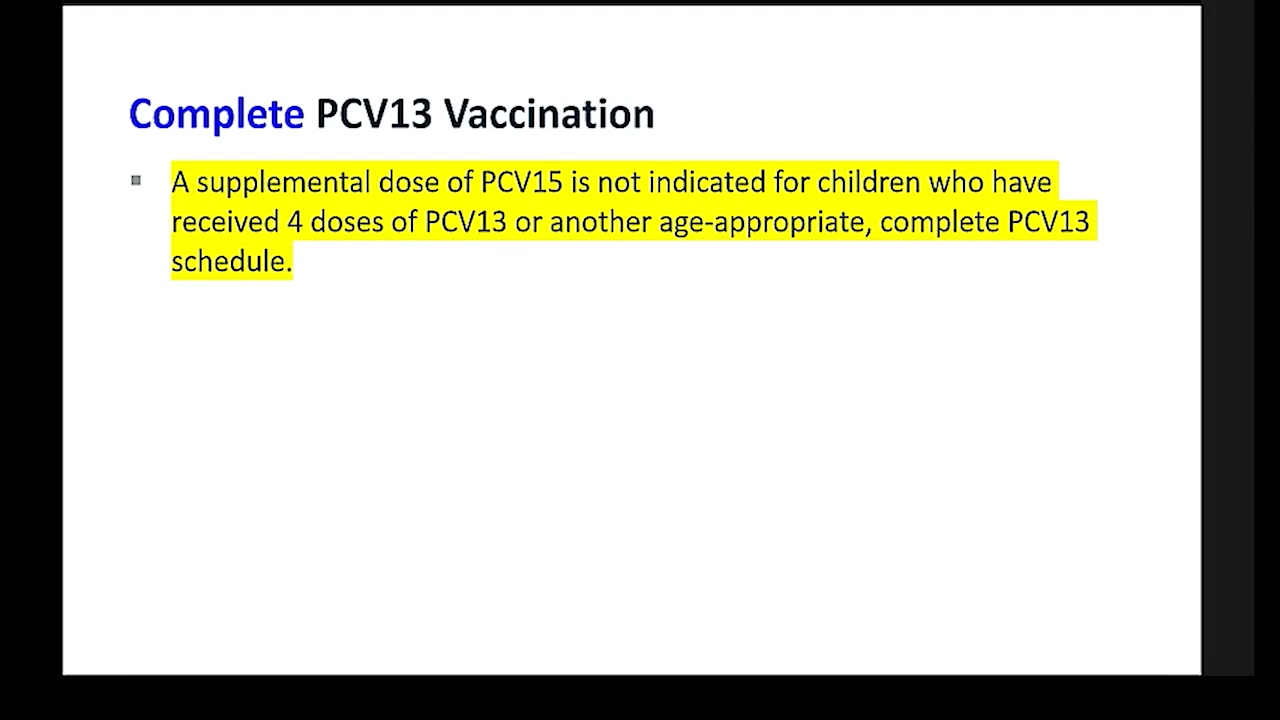 Complete PCV13 Vaccination
A supplemental dose of PCV15 is not indicated for children who have
received 4 doses of PCV13 or another age-appropriate, complete PCV13
schedule.